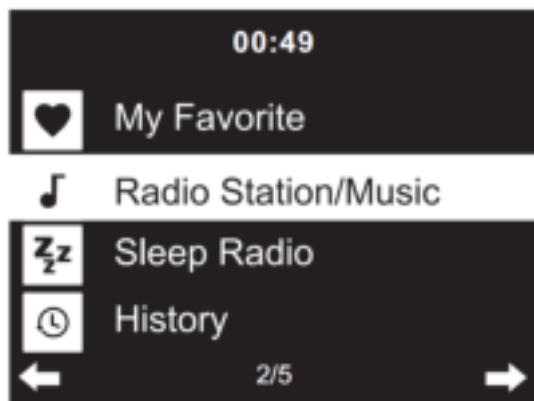 00:49
My Favorite
Radio Station/Music
Sleep Radio
History
2/5